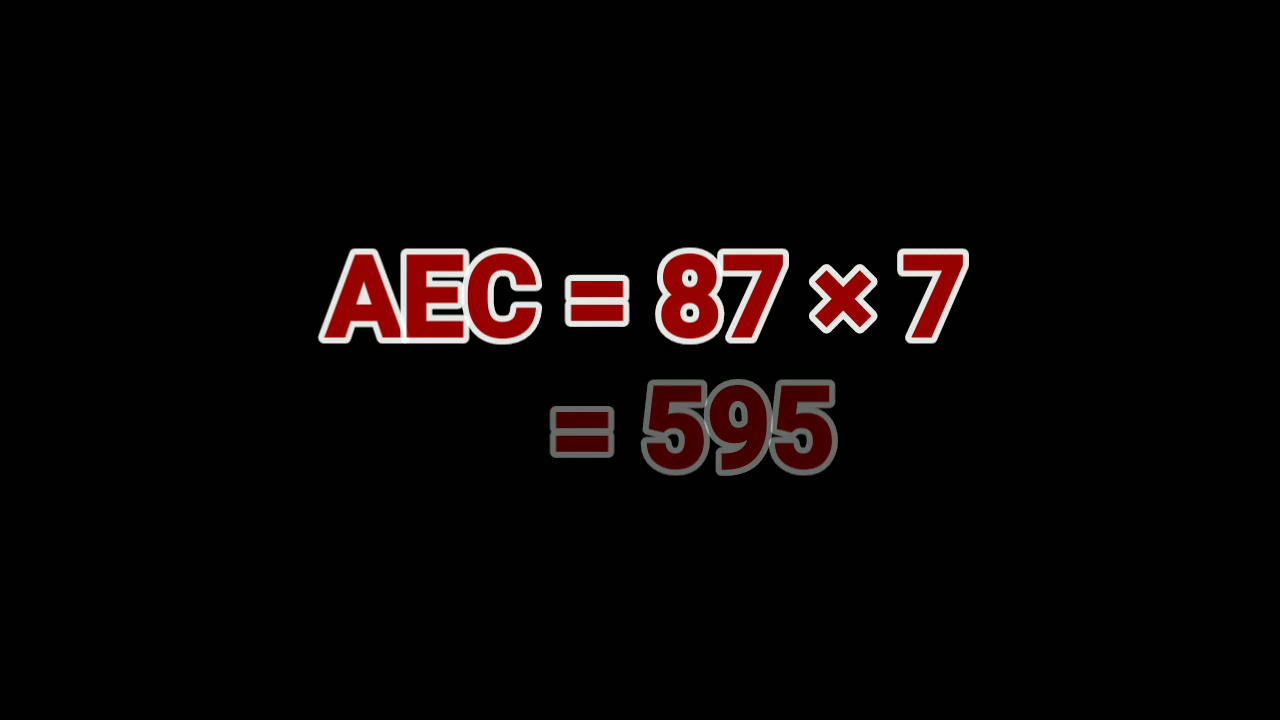 AEC = 87 × 7
= 595